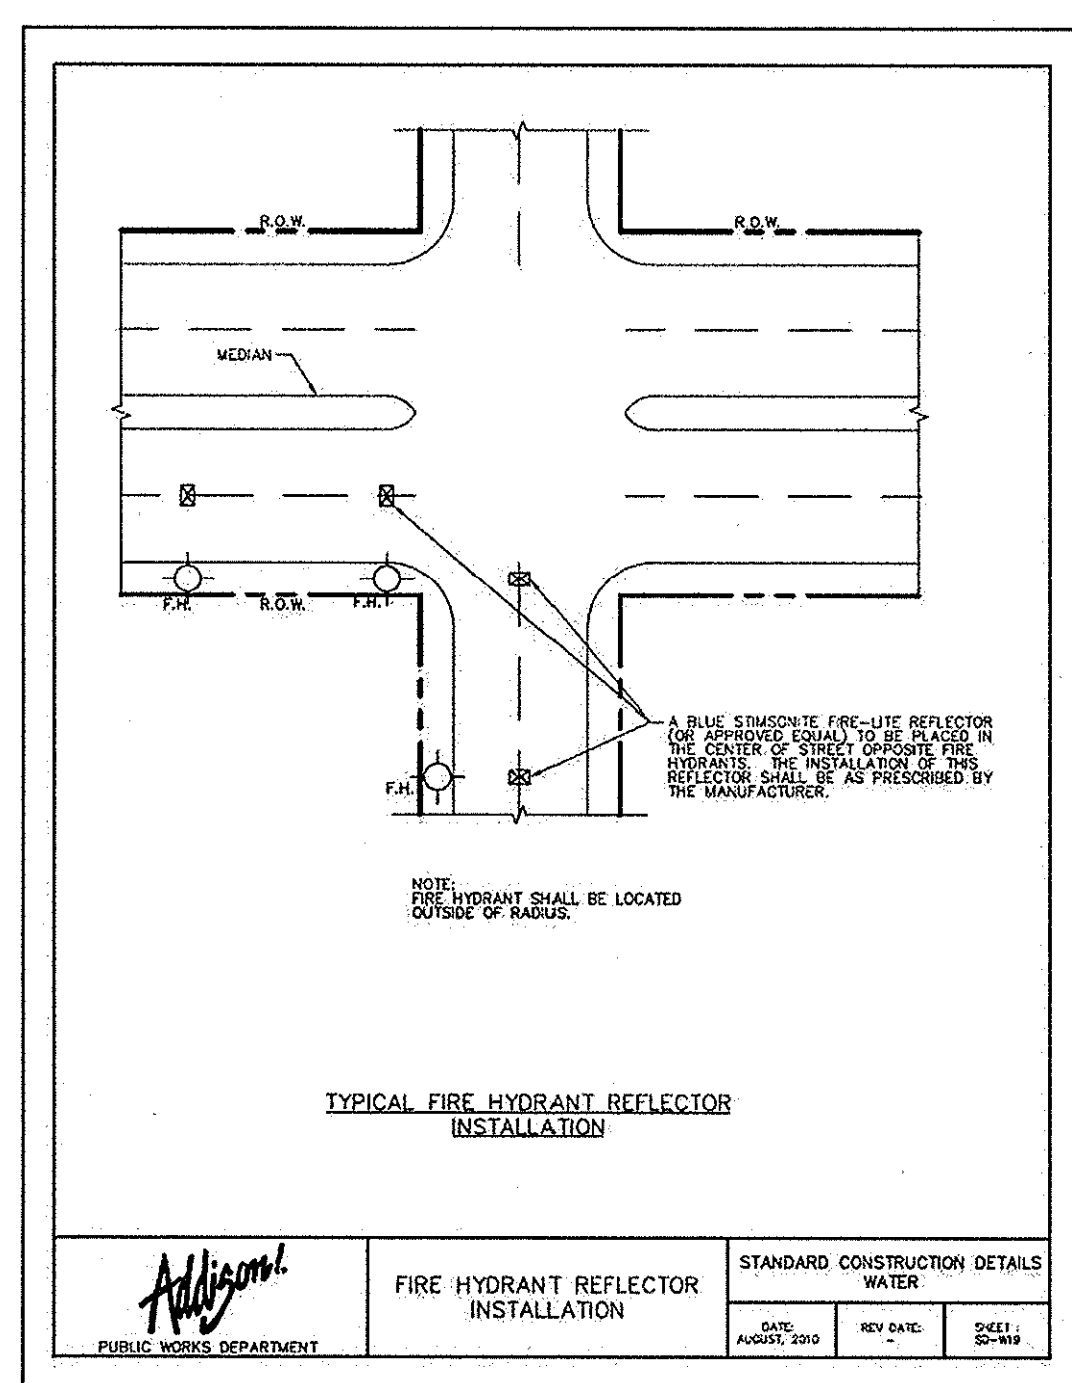 R.O.W.
R.O.W.
MEDIAN
F.H.
R.O.W.
F.H.
A BLUE STIMSONITE FIRE-LITE REFLECTOR
(OR APPROVED EQUAL) TO BE PLACED IN
THE CENTER OF STREET OPPOSITE FIRE
HYDRANTS. THE INSTALLATION OF THIS
REFLECTOR SHALL BE AS PRESCRIBED BY
THE MANUFACTURER.
F.H.
NOTE:
FIRE HYDRANT SHALL BE LOCATED
OUTSIDE OF RADIUS.
TYPICAL FIRE HYDRANT REFLECTOR
INSTALLATION
Addison!
PUBLIC WORKS DEPARTMENT
FIRE HYDRANT REFLECTOR
INSTALLATION
STANDARD CONSTRUCTION DETAILS
WATER
DATE:
AUGUST, 2010
REV DATE:
-
SHEET:
SD-W19